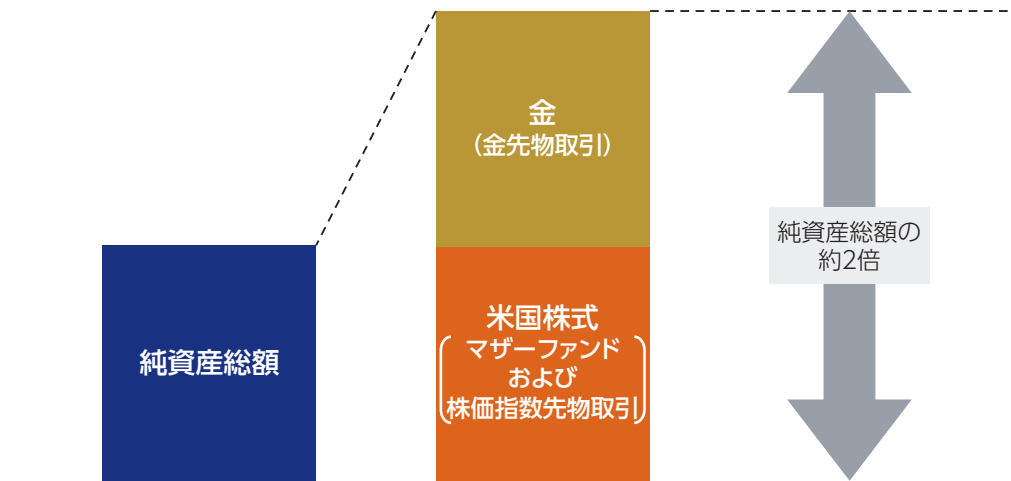 純資産総額
金
(金先物取引)
米国株式
マザーファンド
および
株価指数先物取引
純資産総額の
約2倍